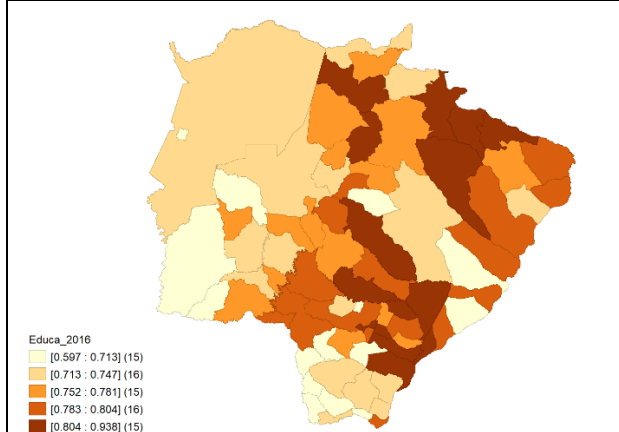 Educa_2016
[0.597 : 0.713] (15)
[0.713 : 0.747] (16)
[0.752 : 0.781] (15)
[0.783 : 0.804] (16)
[0.804 : 0.938] (15)